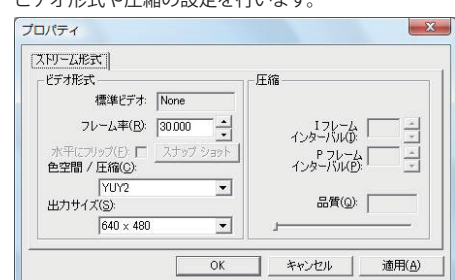 ビデオ形式や圧縮の設定を行います。
プロパティ
ストリーム形式
ビデオ形式
標準ビデオ: None
フレーム率(R): 30.000
水平にフリップ(F): スナップ ショット
色空間 / 圧縮(C):
YUY2
出力サイズ(S):
640 x 480
圧縮
I フレーム
インターバル(I):
P フレーム
インターバル(P):
品質(Q):
OK キャンセル 適用(A)